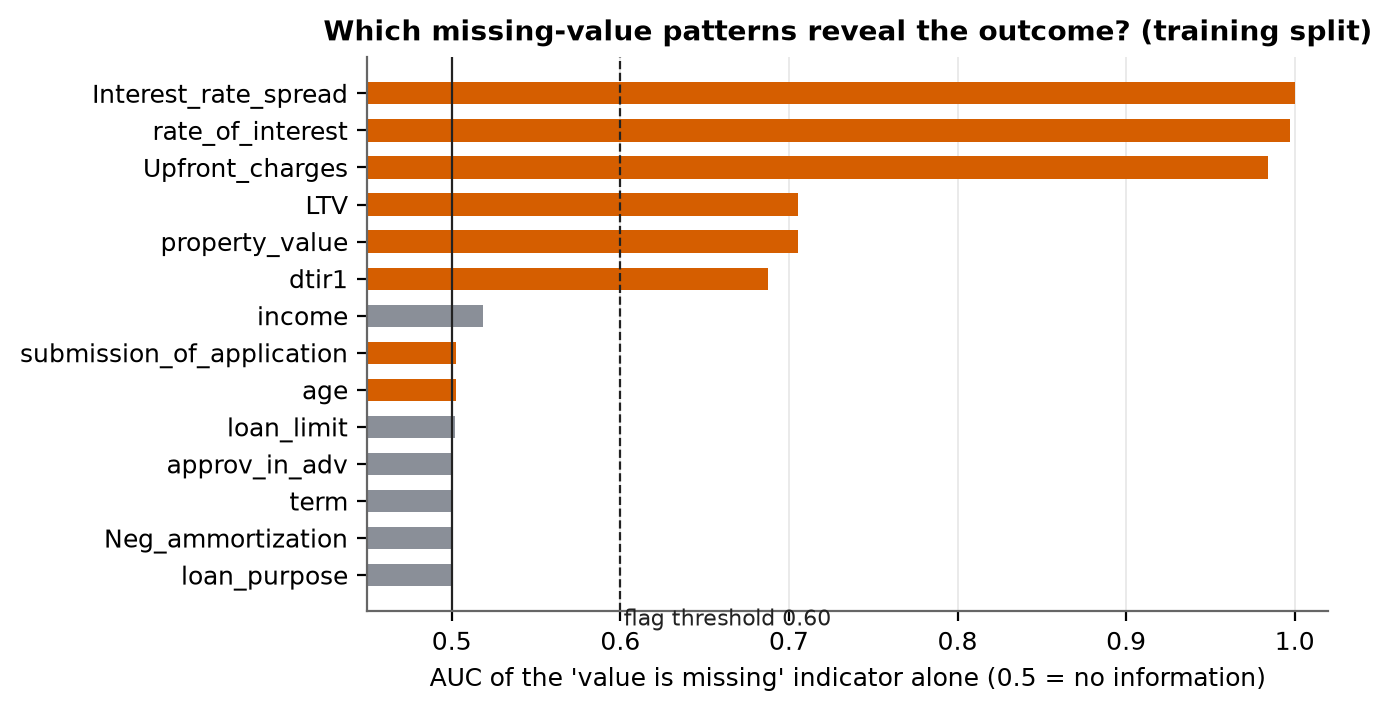 Which missing-value patterns reveal the outcome? (training split)
Interest_rate_spread
rate_of_interest
Upfront_charges
LTV
property_value
dtir1
income
submission_of_application
age
loan_limit
approv_in_adv
term
Neg_ammortization
loan_purpose
flag threshold 0.60
0.5 0.6 0.7 0.8 0.9 1.0
AUC of the 'value is missing' indicator alone (0.5 = no information)